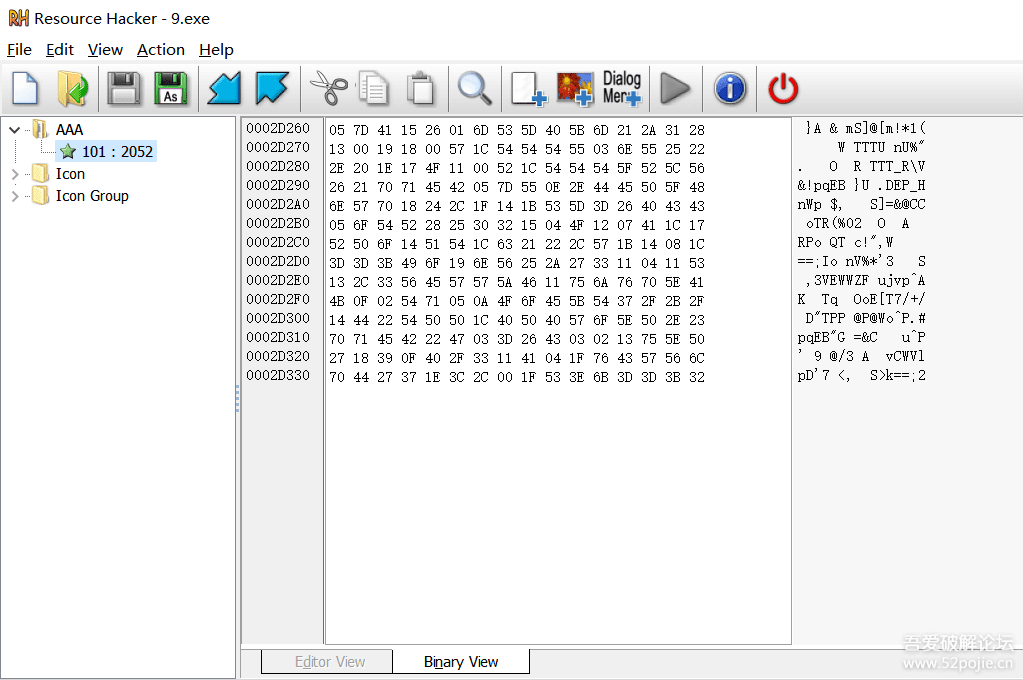 Resource Hacker - 9.exe
File Edit View Action Help
As
Dialog
Menu
AAA
101 : 2052
Icon
Icon Group
0002D260 05 7D 41 15 26 01 6D 53 5D 40 5B 6D 21 2A 31 28 }A & mS]@[m!*1(
0002D270 13 00 19 18 00 57 1C 54 54 54 55 03 6E 55 25 22 W TTTU nU%"
0002D280 2E 20 1E 17 4F 11 00 52 1C 54 54 54 5F 52 5C 56 . O R TTT_R\V
0002D290 26 21 70 71 45 42 05 7D 55 0E 2E 44 45 50 5F 48 &!pqEB }U .DEP_H
0002D2A0 6E 57 70 18 24 2C 1F 14 1B 53 5D 3D 26 40 43 43 nWp $, S]=&@CC
0002D2B0 05 6F 54 52 28 25 30 32 15 04 4F 12 07 41 1C 17 oTR(%02 O A
0002D2C0 52 50 6F 14 51 54 1C 63 21 22 2C 57 1B 14 08 1C RPo QT c!",W
0002D2D0 3D 3D 3B 49 6F 19 6E 56 25 2A 27 33 11 04 11 53 ==;Io nV%*'3 S
0002D2E0 13 2C 33 56 45 57 57 5A 46 11 75 6A 76 70 5E 41 ,3VEWWZF ujvp^A
0002D2F0 4B 0F 02 54 71 05 0A 4F 6F 45 5B 54 37 2F 2B 2F K Tq OoE[T7/+/
0002D300 14 44 22 54 50 50 1C 40 50 40 57 6F 5E 50 2E 23 D"TPP @P@Wo^P.#
0002D310 70 71 45 42 22 47 03 3D 26 43 03 02 13 75 5E 50 pqEB"G =&C u^P
0002D320 27 18 39 0F 40 2F 33 11 41 04 1F 76 43 57 56 6C ' 9 @/3 A vCWVl
0002D330 70 44 27 37 1E 3C 2C 00 1F 53 3E 6B 3D 3D 3B 32 pD'7 <, S>k==;2
吾爱破解论坛
www.52pojie.cn
Editor View Binary View